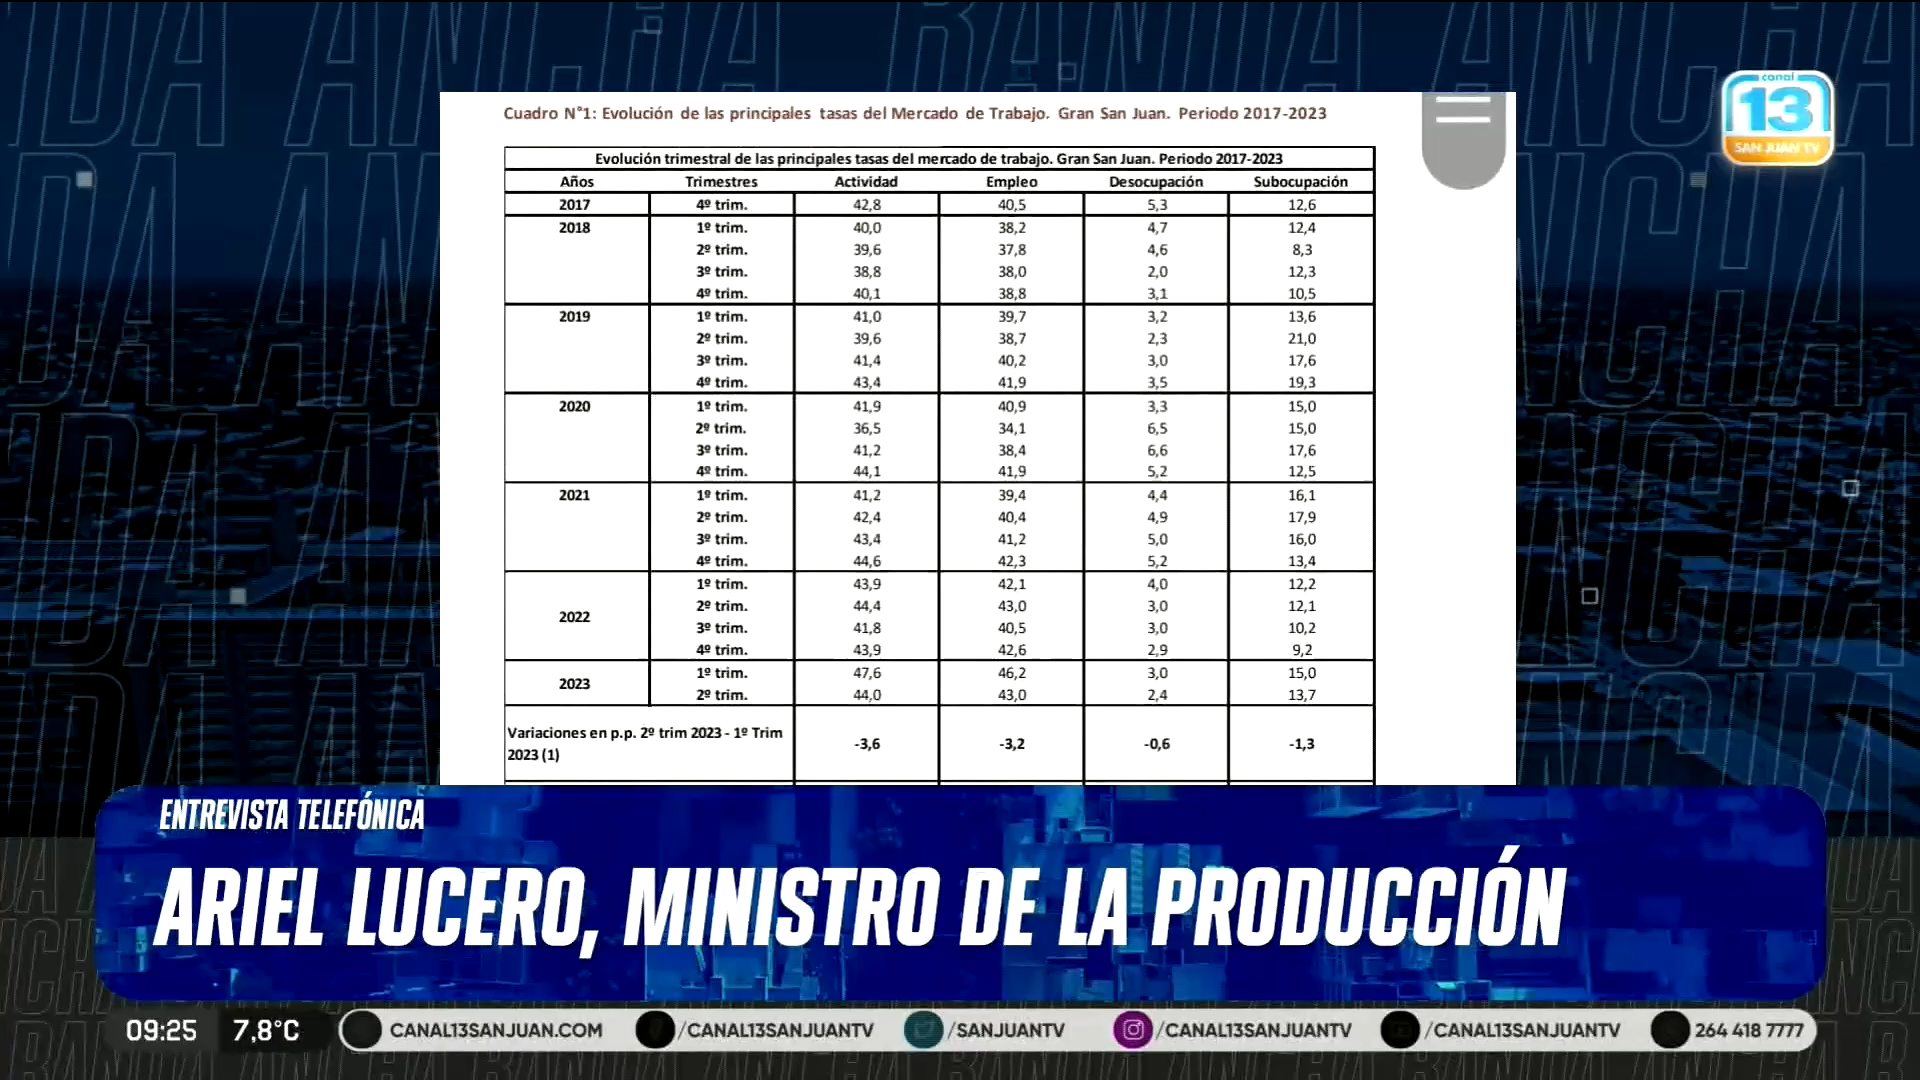 canal
13
SAN JUAN TV
Cuadro N°1: Evolución de las principales tasas del Mercado de Trabajo. Gran San Juan. Periodo 2017-2023
Evolución trimestral de las principales tasas del mercado de trabajo. Gran San Juan. Periodo 2017-2023
Años Trimestres Actividad Empleo Desocupación Subocupación
2017 4º trim. 42,8 40,5 5,3 12,6
2018 1º trim. 40,0 38,2 4,7 12,4
2º trim. 39,6 37,8 4,6 8,3
3º trim. 38,8 38,0 2,0 12,3
4º trim. 40,1 38,8 3,1 10,5
2019 1º trim. 41,0 39,7 3,2 13,6
2º trim. 39,6 38,7 2,3 21,0
3º trim. 41,4 40,2 3,0 17,6
4º trim. 43,4 41,9 3,5 19,3
2020 1º trim. 41,9 40,9 3,3 15,0
2º trim. 36,5 34,1 6,5 15,0
3º trim. 41,2 38,4 6,6 17,6
4º trim. 44,1 41,9 5,2 12,5
2021 1º trim. 41,2 39,4 4,4 16,1
2º trim. 42,4 40,4 4,9 17,9
3º trim. 43,4 41,2 5,0 16,0
4º trim. 44,6 42,3 5,2 13,4
2022 1º trim. 43,9 42,1 4,0 12,2
2º trim. 44,4 43,0 3,0 12,1
3º trim. 41,8 40,5 3,0 10,2
4º trim. 43,9 42,6 2,9 9,2
2023 1º trim. 47,6 46,2 3,0 15,0
2º trim. 44,0 43,0 2,4 13,7
Variaciones en p.p. 2º trim 2023 - 1º Trim
2023 (1) -3,6 -3,2 -0,6 -1,3
ENTREVISTA TELEFÓNICA
ARIEL LUCERO, MINISTRO DE LA PRODUCCIÓN
09:25 7,8°C CANAL13SANJUAN.COM /CANAL13SANJUANTV /SANJUANTV /CANAL13SANJUANTV /CANAL13SANJUANTV 264 418 7777